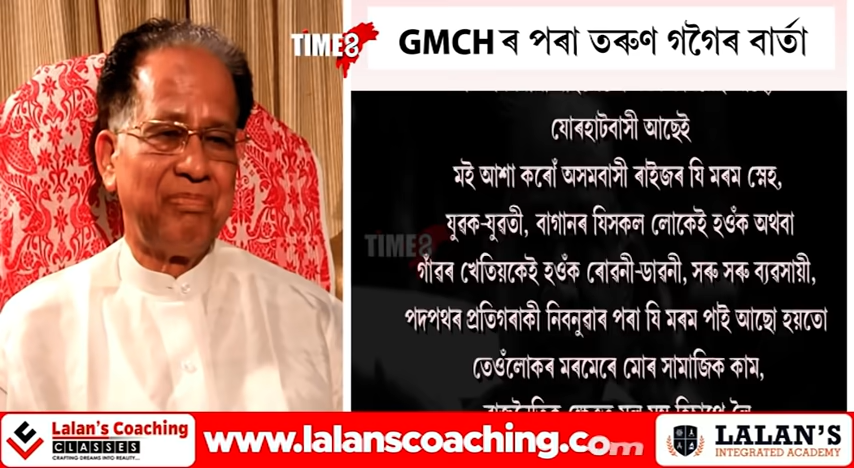 TIME8
GMCH ৰ পৰা তৰুণ গগৈৰ বাৰ্তা
যোৰহাটবাসী আছেই
মই আশা কৰোঁ অসমবাসী ৰাইজৰ যি মৰম স্নেহ,
যুৱক-যুৱতী, বাগানৰ যিসকল লোকেই হওঁক অথবা
TIME8
গাঁৱৰ খেতিয়কেই হওঁক ৰোৱনী-ডাৱনী, সৰু সৰু ব্যৱসায়ী,
পদপথৰ প্ৰতিগৰাকী নিবনুৱাৰ পৰা যি মৰম পাই আছো হয়তো
তেওঁলোকৰ মৰমেৰে মোৰ সামাজিক কাম,
Lalan's Coaching
CLASSES
CRAFTING DREAMS INTO REALITY...
www.lalanscoaching.com
LALAN'S
INTEGRATED ACADEMY